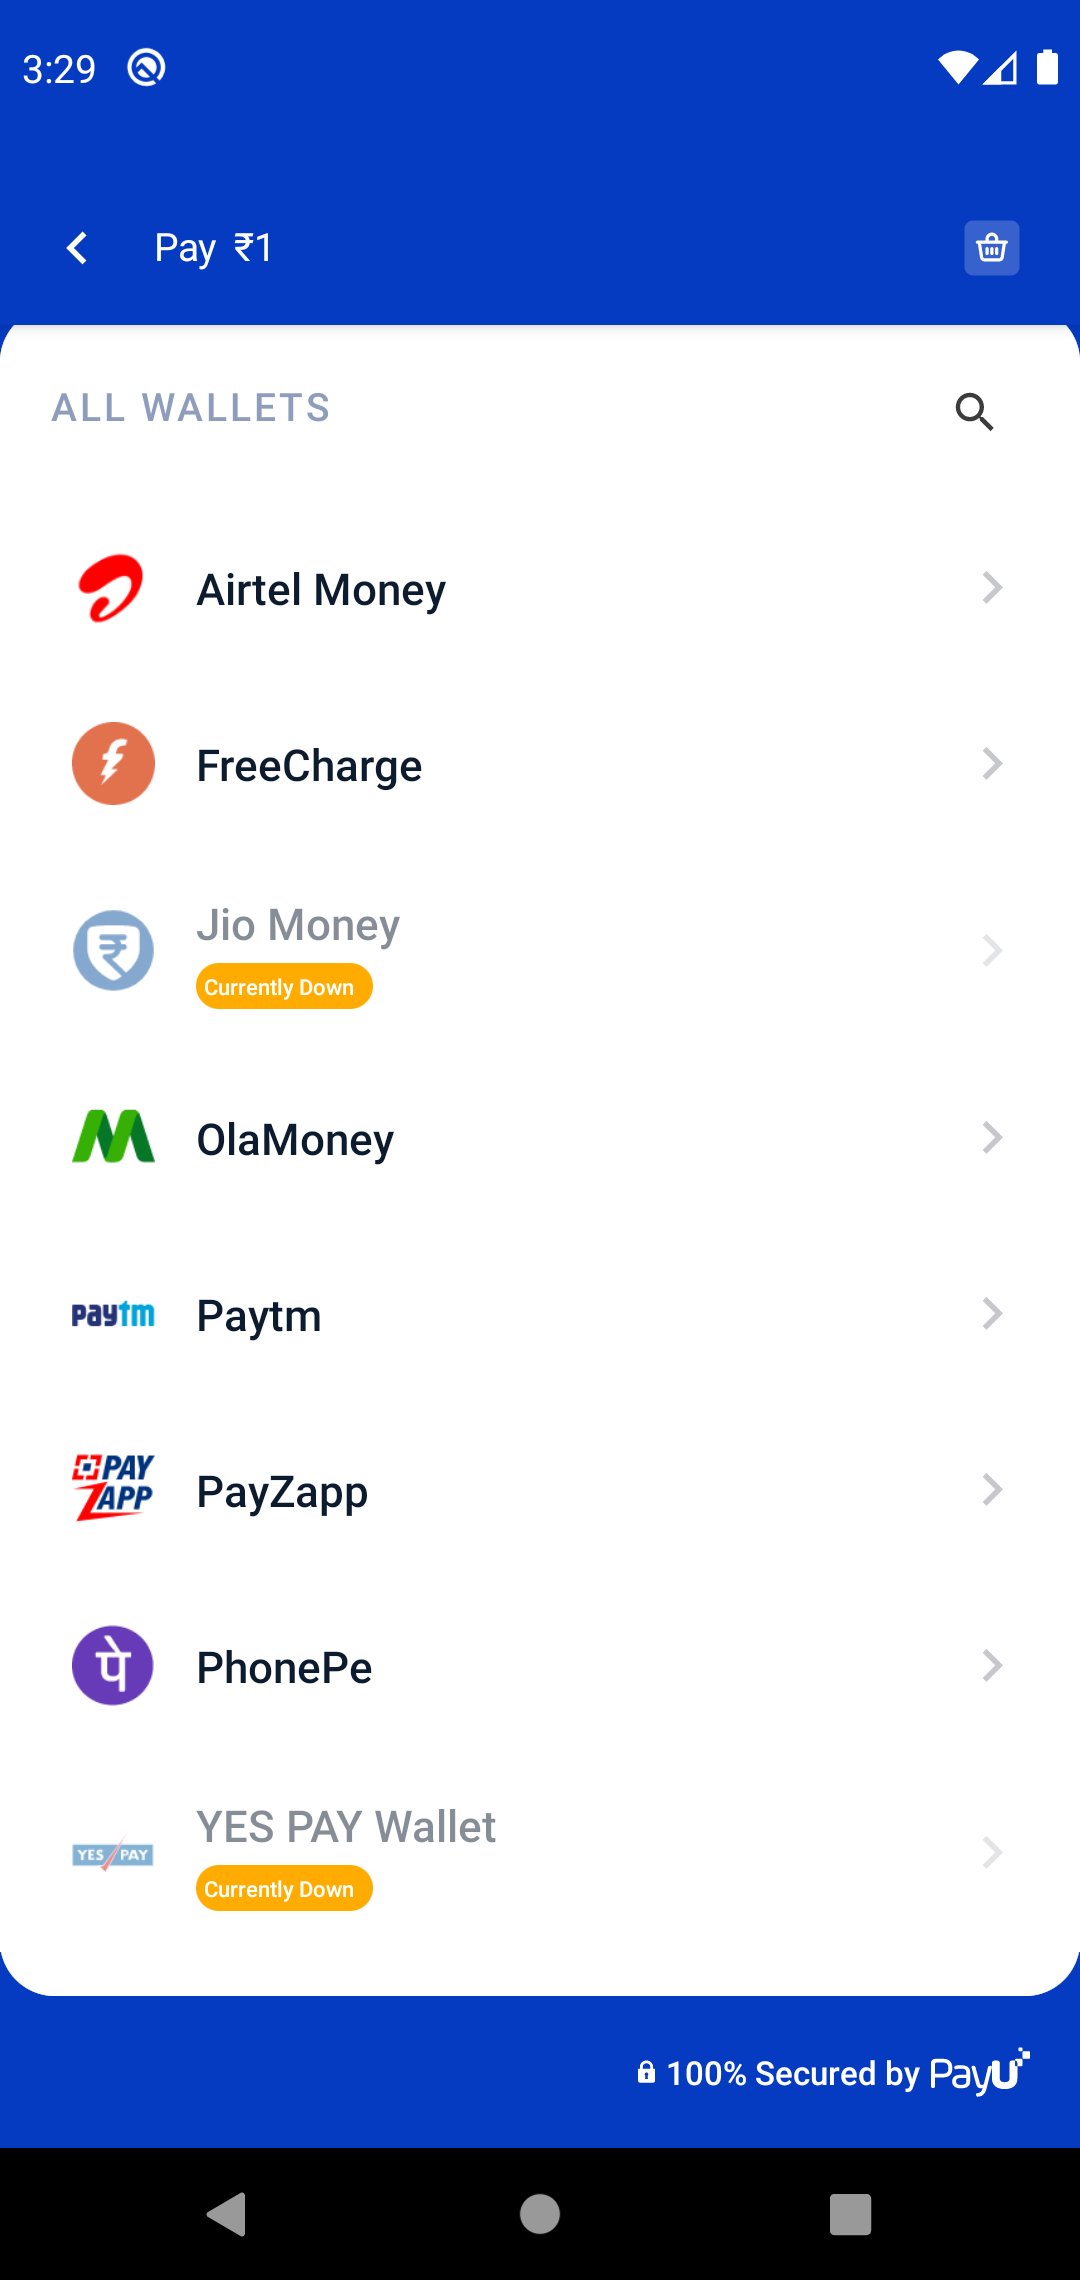 3:29
Pay ₹1
ALL WALLETS
Airtel Money
FreeCharge
₹
Jio Money
Currently Down
OlaMoney
paytm Paytm
PAY
ZAPP
PayZapp
पे PhonePe
YES PAY Wallet
YES PAY
Currently Down
100% Secured by PayU